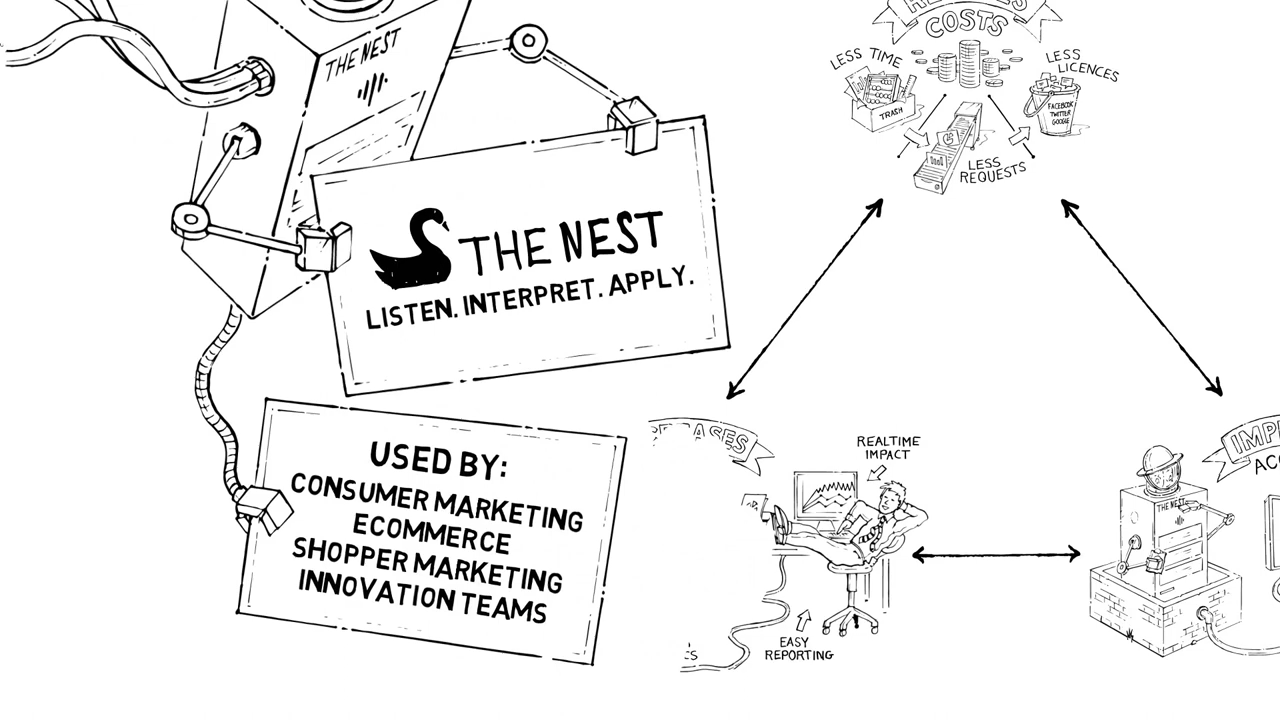 THE NEST
THE NEST
LISTEN. INTERPRET. APPLY.
USED BY:
CONSUMER MARKETING
ECOMMERCE
SHOPPER MARKETING
INNOVATION TEAMS
COSTS
LESS TIME
TRASH
LESS
LICENCES
FACEBOOK
TWITTER
GOOGLE
LESS
REQUESTS
REALTIME
IMPACT
EASY
REPORTING
THE NEST